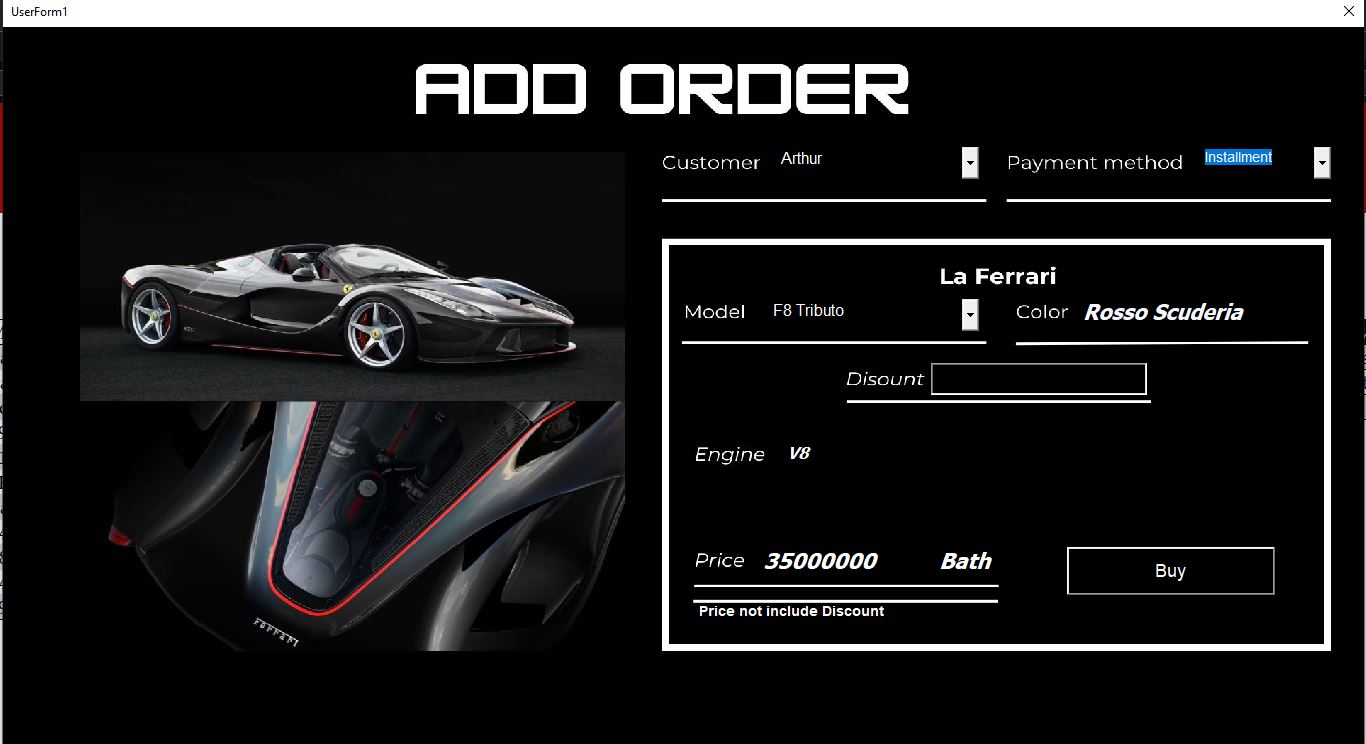 UserForm1
ADD ORDER
Customer Arthur Payment method Installment
La Ferrari
Model F8 Tributo Color Rosso Scuderia
Disount
Engine V8
Price 35000000 Bath
Buy
Price not include Discount
Ferrari